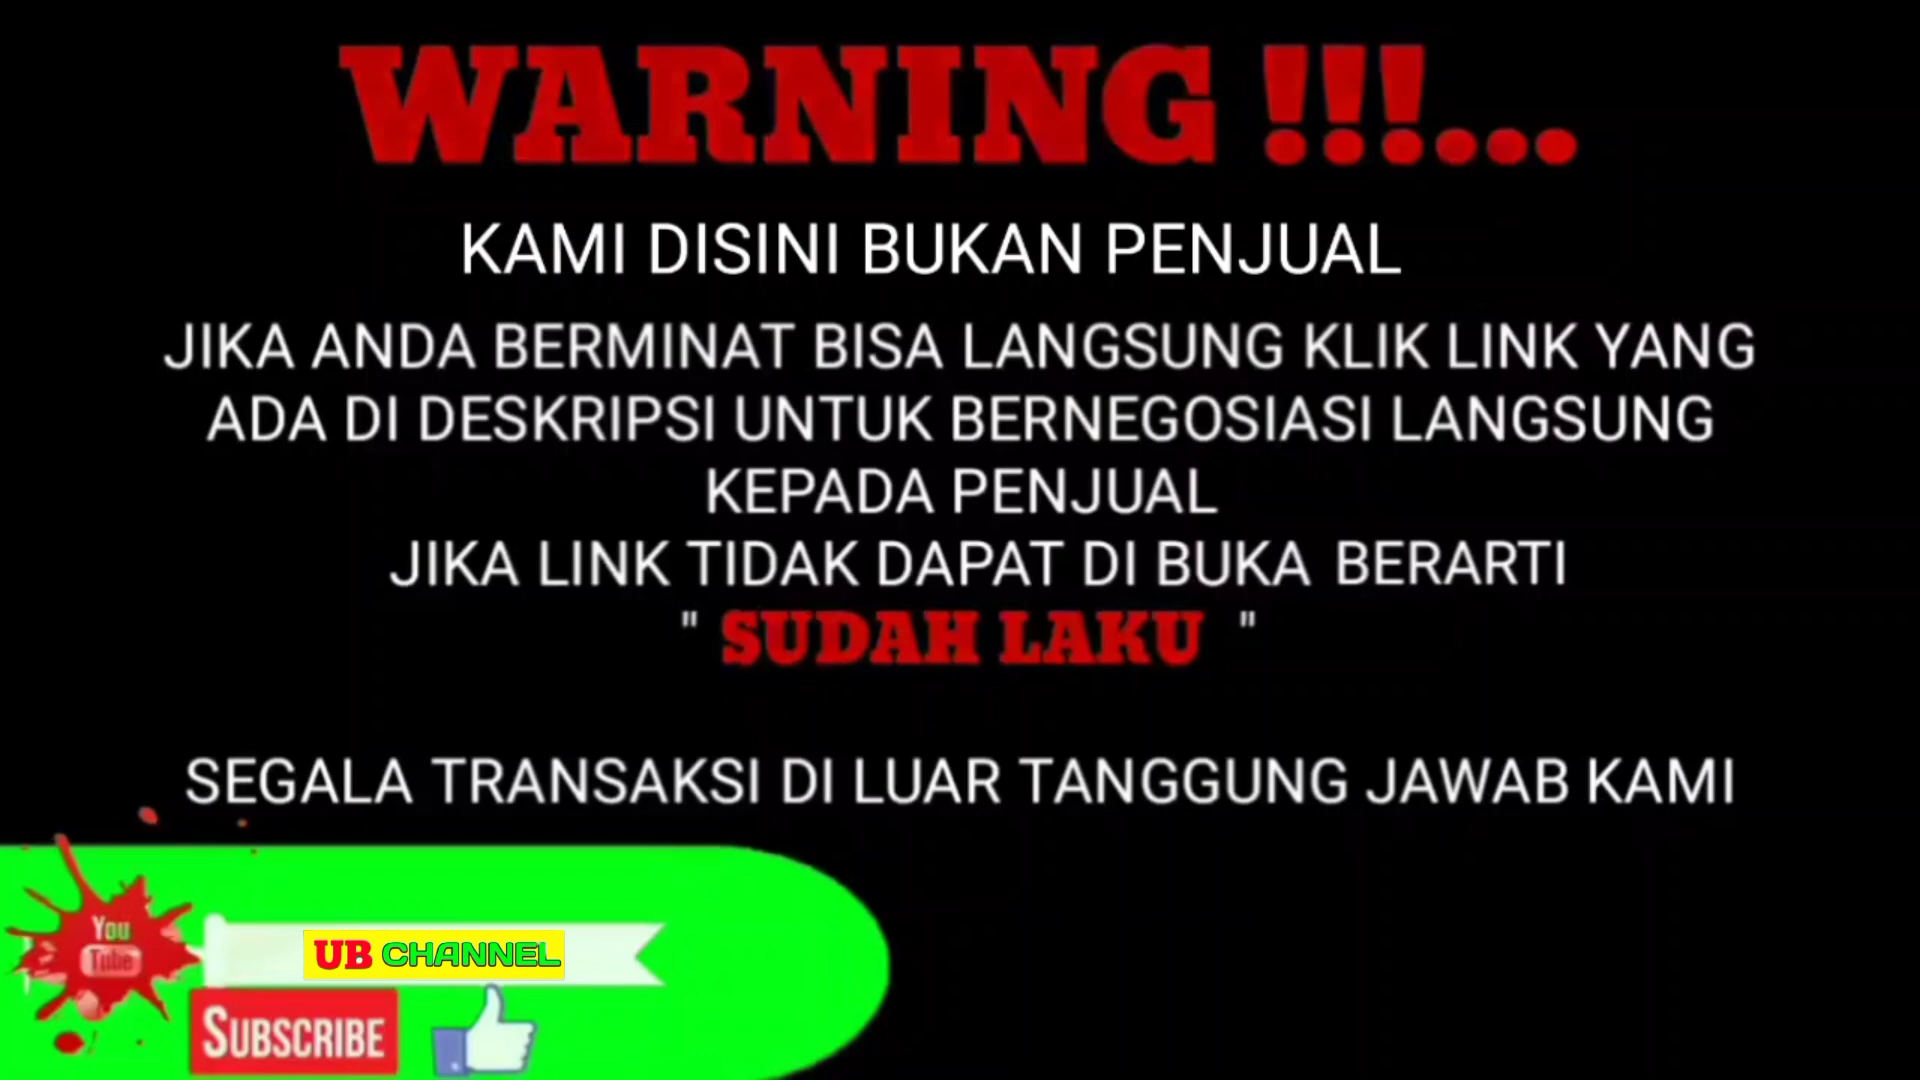 WARNING !!!...
KAMI DISINI BUKAN PENJUAL
JIKA ANDA BERMINAT BISA LANGSUNG KLIK LINK YANG
ADA DI DESKRIPSI UNTUK BERNEGOSIASI LANGSUNG
KEPADA PENJUAL
JIKA LINK TIDAK DAPAT DI BUKA BERARTI
" SUDAH LAKU "
SEGALA TRANSAKSI DI LUAR TANGGUNG JAWAB KAMI
You
Tube
UB CHANNEL
SUBSCRIBE